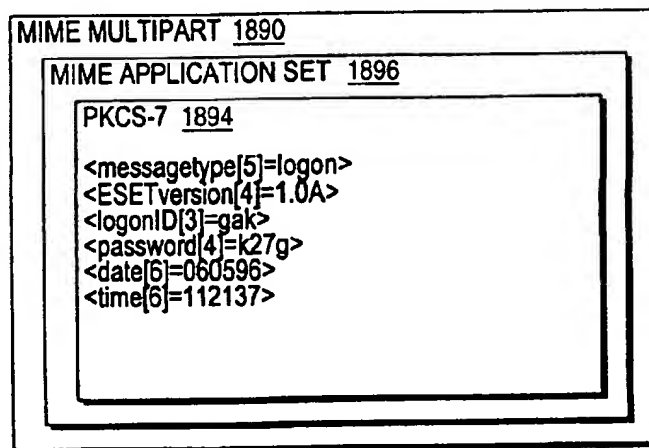 MIME MULTIPART 1890
MIME APPLICATION SET 1896
PKCS-7 1894
<messagetype[5]=logon>
<ESETversion[4]=1.0A>
<logonID[3]=gak>
<password[4]=k27g>
<date[6]=060596>
<time[6]=112137>